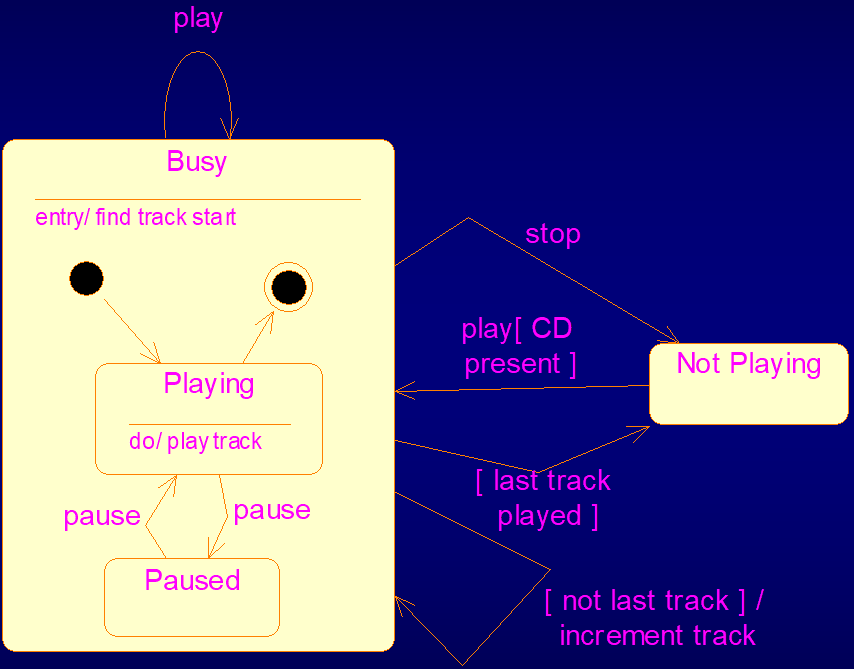 play
Busy
entry/ find track start
stop
play[ CD
present ]
Not Playing
Playing
do/ play track
[ last track
played ]
pause
pause
Paused
[ not last track ] /
increment track